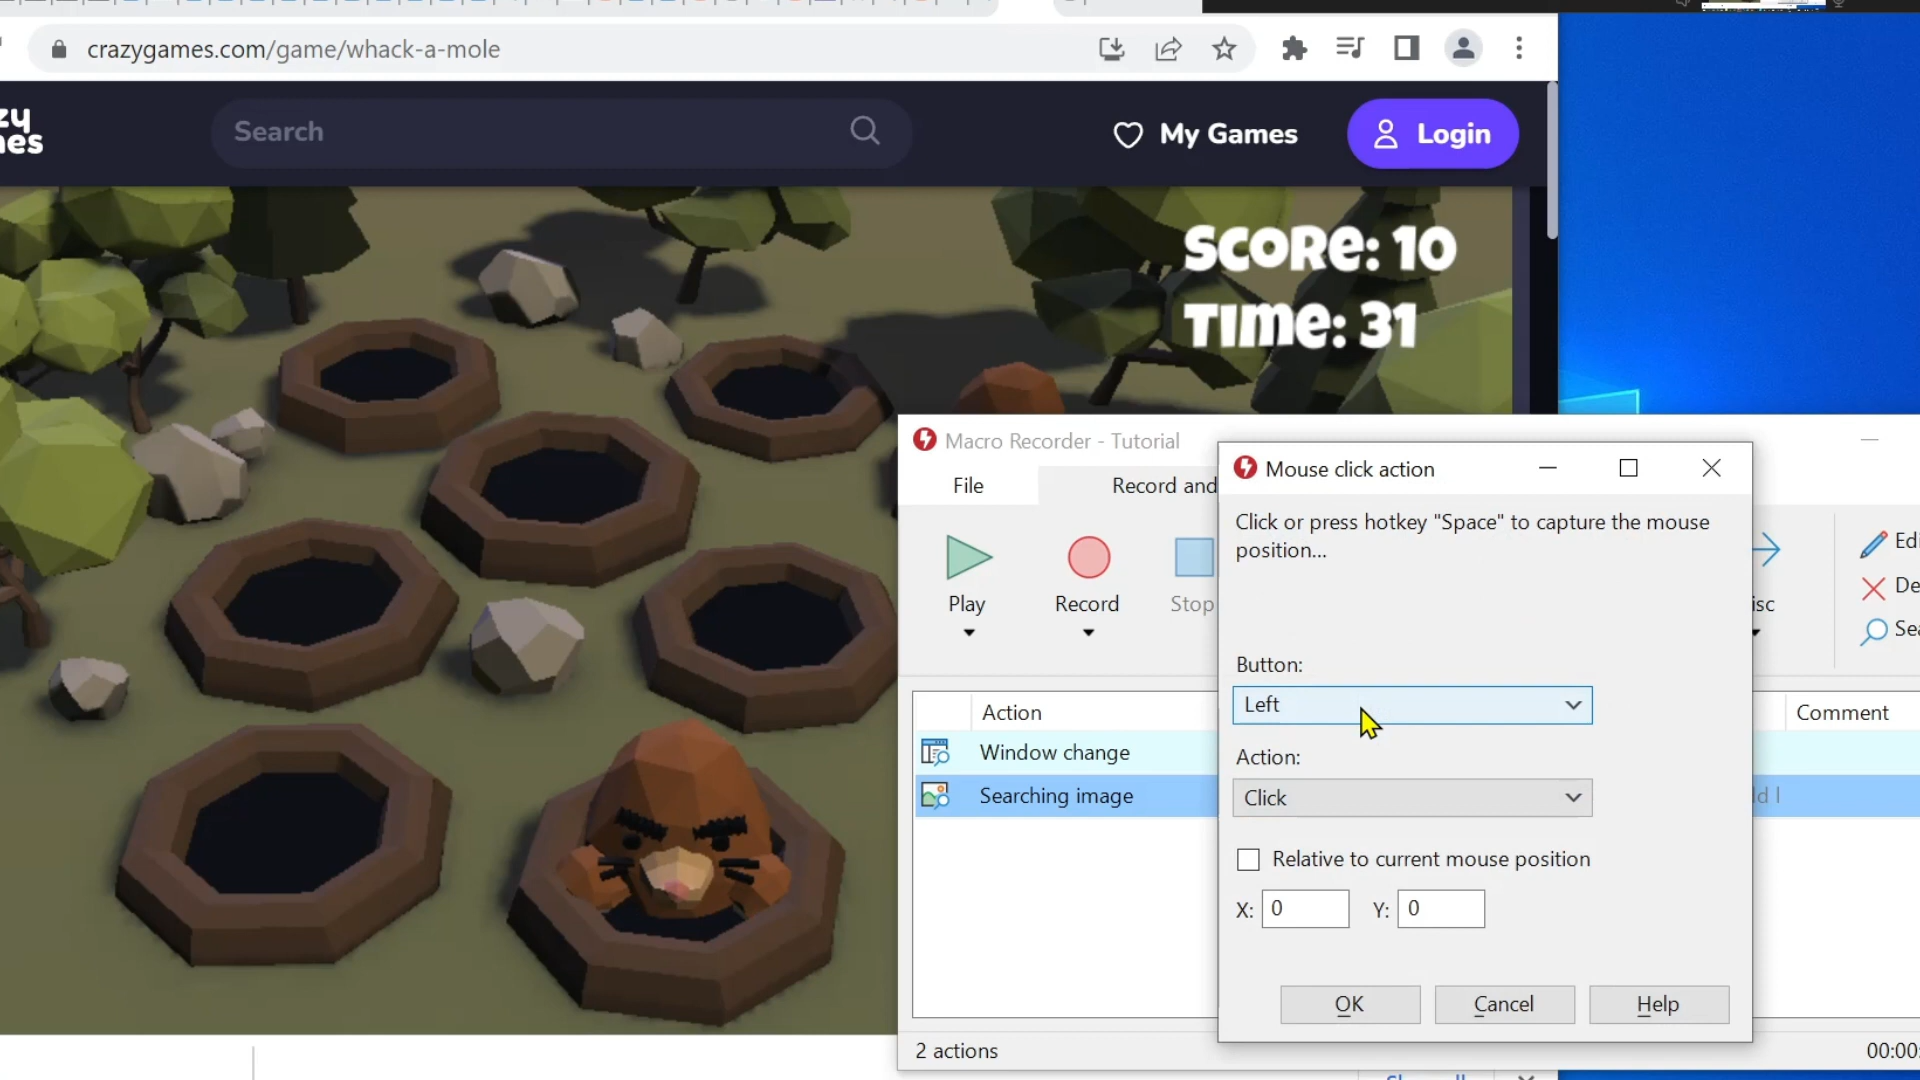 crazygames.com/game/whack-a-mole
Search
My Games
Login
SCORE: 10
TIME: 31
Macro Recorder - Tutorial
File
Record and
Play
Record
Stop
Action
Comment
Window change
Searching image
2 actions
00:00
Mouse click action
Click or press hotkey "Space" to capture the mouse
position...
Button:
Left
Action:
Click
Relative to current mouse position
X: 0 Y: 0
OK
Cancel
Help